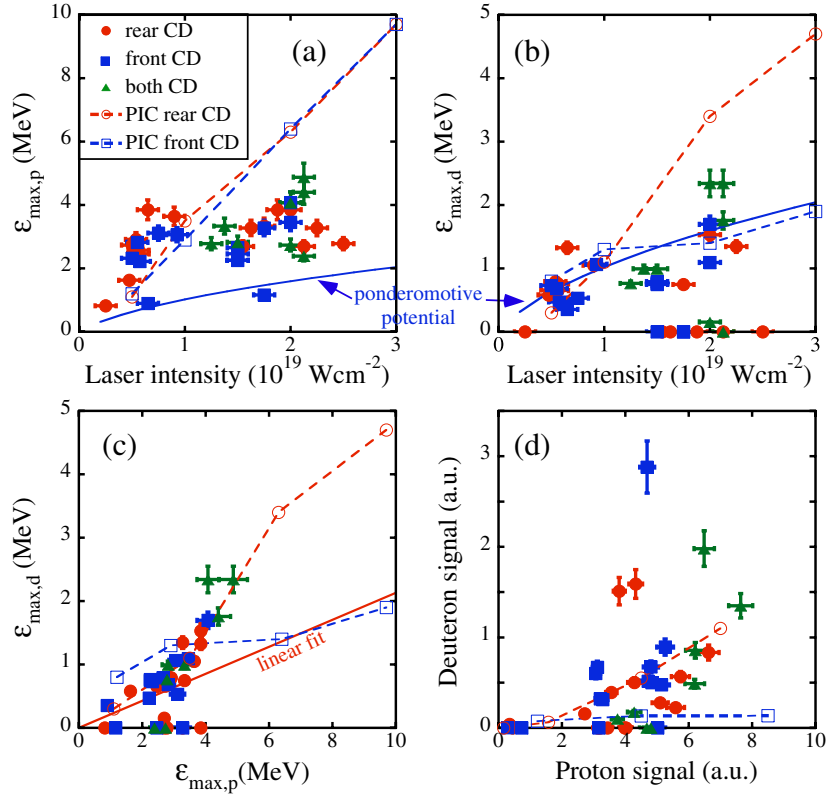 10
8
6
4
2
0
ε_max,p (MeV)
rear CD
front CD
both CD
PIC rear CD
PIC front CD
(a)
0
1
2
3
Laser intensity (10^19 Wcm^-2)
5
4
3
2
1
0
ε_max,d (MeV)
(b)
0
1
2
3
Laser intensity (10^19 Wcm^-2)
ponderomotive
potential
5
4
3
2
1
0
ε_max,d (MeV)
(c)
linear fit
0
2
4
6
8
10
ε_max,p (MeV)
3
2
1
0
Deuteron signal (a.u.)
(d)
0
2
4
6
8
10
Proton signal (a.u.)